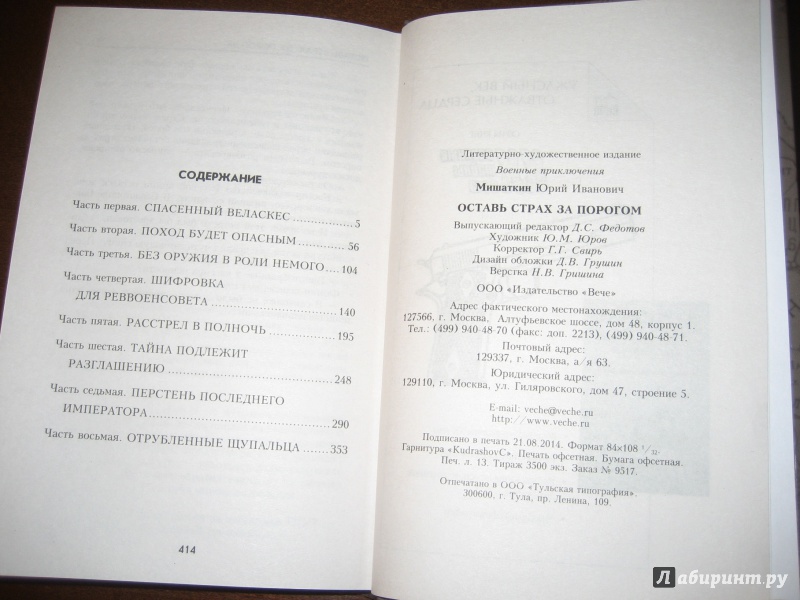 СОДЕРЖАНИЕ
Часть первая. СПАСЕННЫЙ ВЕЛАСКЕС ............ 5
Часть вторая. ПОХОД БУДЕТ ОПАСНЫМ ............ 56
Часть третья. БЕЗ ОРУЖИЯ В РОЛИ НЕМОГО .... 104
Часть четвертая. ШИФРОВКА
ДЛЯ РЕВВОЕНСОВЕТА ............ 140
Часть пятая. РАССТРЕЛ В ПОЛНОЧЬ ............ 195
Часть шестая. ТАЙНА ПОДЛЕЖИТ
РАЗГЛАШЕНИЮ ............ 248
Часть седьмая. ПЕРСТЕНЬ ПОСЛЕДНЕГО
ИМПЕРАТОРА ............ 290
Часть восьмая. ОТРУБЛЕННЫЕ ЩУПАЛЬЦА ...... 353
414
Литературно-художественное издание
Военные приключения
Мишаткин Юрий Иванович
ОСТАВЬ СТРАХ ЗА ПОРОГОМ
Выпускающий редактор Д.С. Федотов
Художник Ю.М. Юров
Корректор Г.Г. Свирь
Дизайн обложки Д.В. Грушин
Верстка Н.В. Гришина
ООО «Издательство «Вече»
Адрес фактического местонахождения:
127566, г. Москва, Алтуфьевское шоссе, дом 48, корпус 1.
Тел.: (499) 940-48-70 (факс: доп. 2213), (499) 940-48-71.
Почтовый адрес:
129337, г. Москва, а/я 63.
Юридический адрес:
129110, г. Москва, ул. Гиляровского, дом 47, строение 5.
E-mail: veche@veche.ru
http://www.veche.ru
Подписано в печать 21.08.2014. Формат 84×108 1/32.
Гарнитура «KudrashovC». Печать офсетная. Бумага офсетная.
Печ. л. 13. Тираж 3500 экз. Заказ № 9517.
Отпечатано в ООО «Тульская типография».
300600, г. Тула, пр. Ленина, 109.
Лабиринт.ру